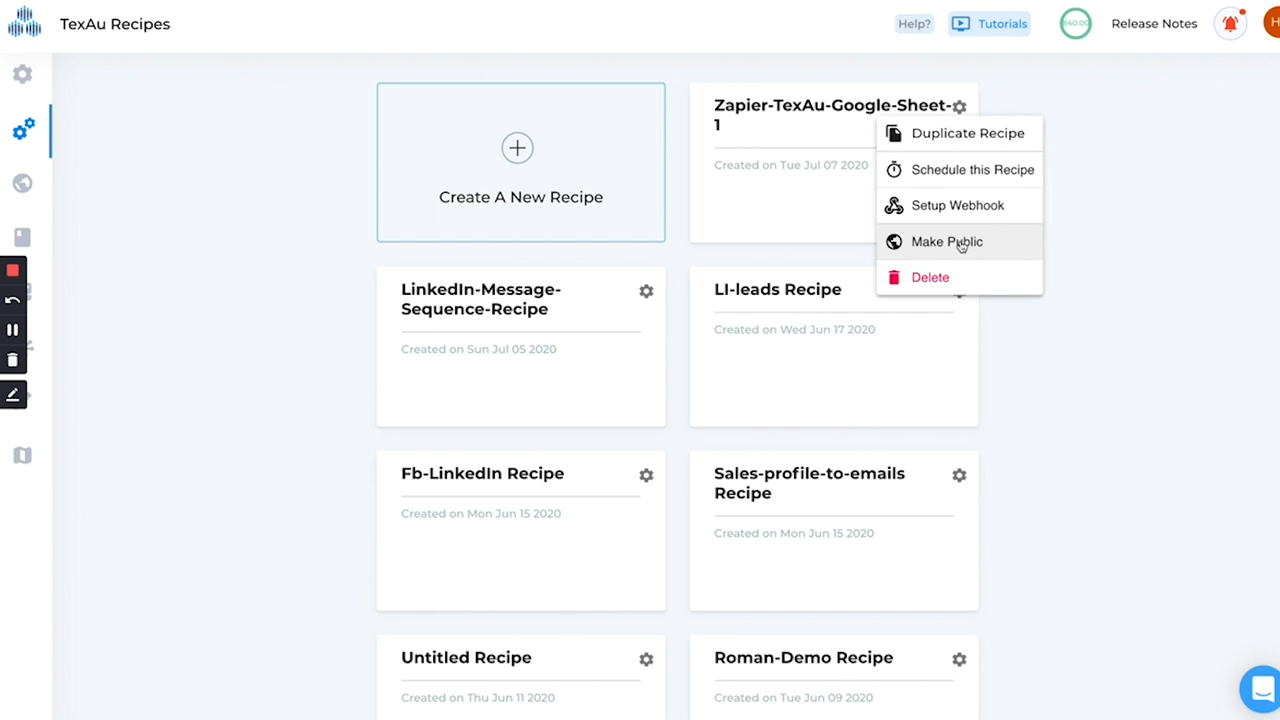 TexAu Recipes
Help?
Tutorials
Release Notes
H
Create A New Recipe
Zapier-TexAu-Google-Sheet-
1
Created on Tue Jul 07 2020
Duplicate Recipe
Schedule this Recipe
Setup Webhook
Make Public
Delete
LinkedIn-Message-
Sequence-Recipe
Created on Sun Jul 05 2020
LI-leads Recipe
Created on Wed Jun 17 2020
Fb-LinkedIn Recipe
Created on Mon Jun 15 2020
Sales-profile-to-emails
Recipe
Created on Mon Jun 15 2020
Untitled Recipe
Created on Thu Jun 11 2020
Roman-Demo Recipe
Created on Tue Jun 09 2020